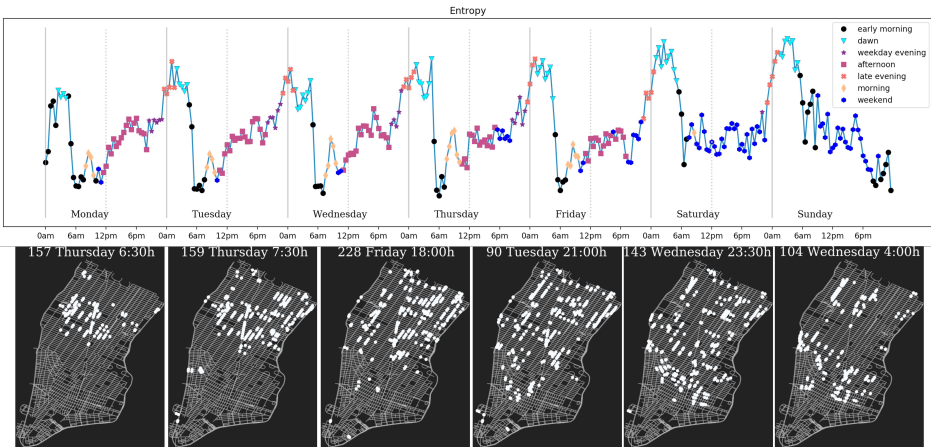 Entropy
early morning
dawn
weekday evening
afternoon
late evening
morning
weekend
Monday Tuesday Wednesday Thursday Friday Saturday Sunday
0am 12pm 6pm 0am 6am 12pm 6pm 0am 6am 12pm 6pm 0am 6am 12pm 6pm 0am 6am 12pm 6pm 0am 6am 12pm 6pm 0am 6am 12pm 6pm
157 Thursday 6:30h 159 Thursday 7:30h 228 Friday 18:00h 90 Tuesday 21:00h 143 Wednesday 23:30h 104 Wednesday 4:00h